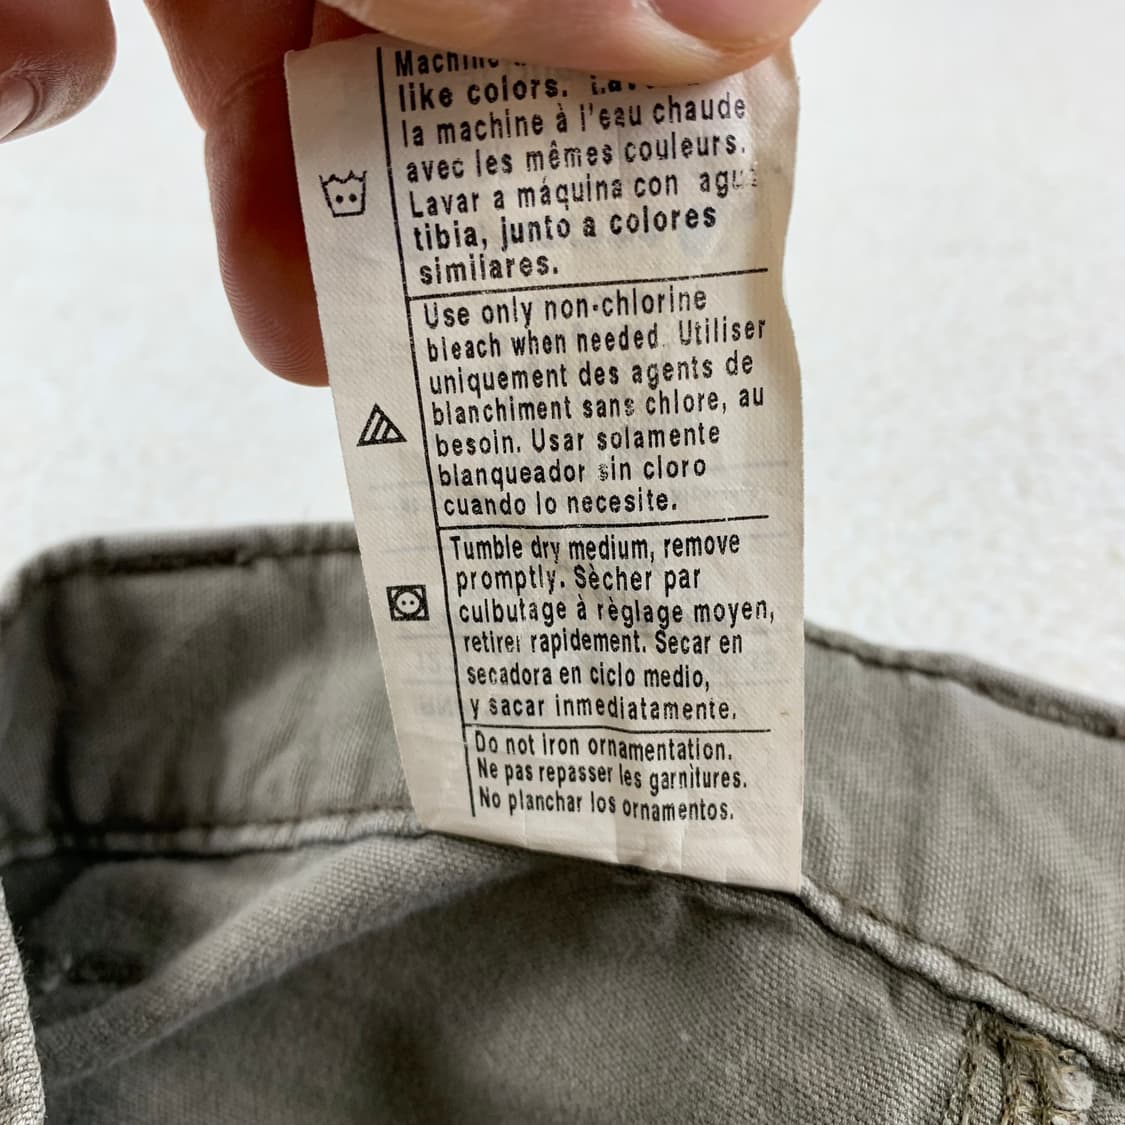 Machine
like colors.
la machine à l'eau chaude
avec les mêmes couleurs.
Lavar a máquina con agua
tibia, junto a colores
similares.
Use only non-chlorine
bleach when needed. Utiliser
uniquement des agents de
blanchiment sans chlore, au
besoin. Usar solamente
blanqueador sin cloro
cuando lo necesite.
Tumble dry medium, remove
promptly. Sècher par
culbutage à règlage moyen,
retirer rapidement. Secar en
secadora en ciclo medio,
y sacar inmediatamente.
Do not iron ornamentation.
Ne pas repasser les garnitures.
No planchar los ornamentos.